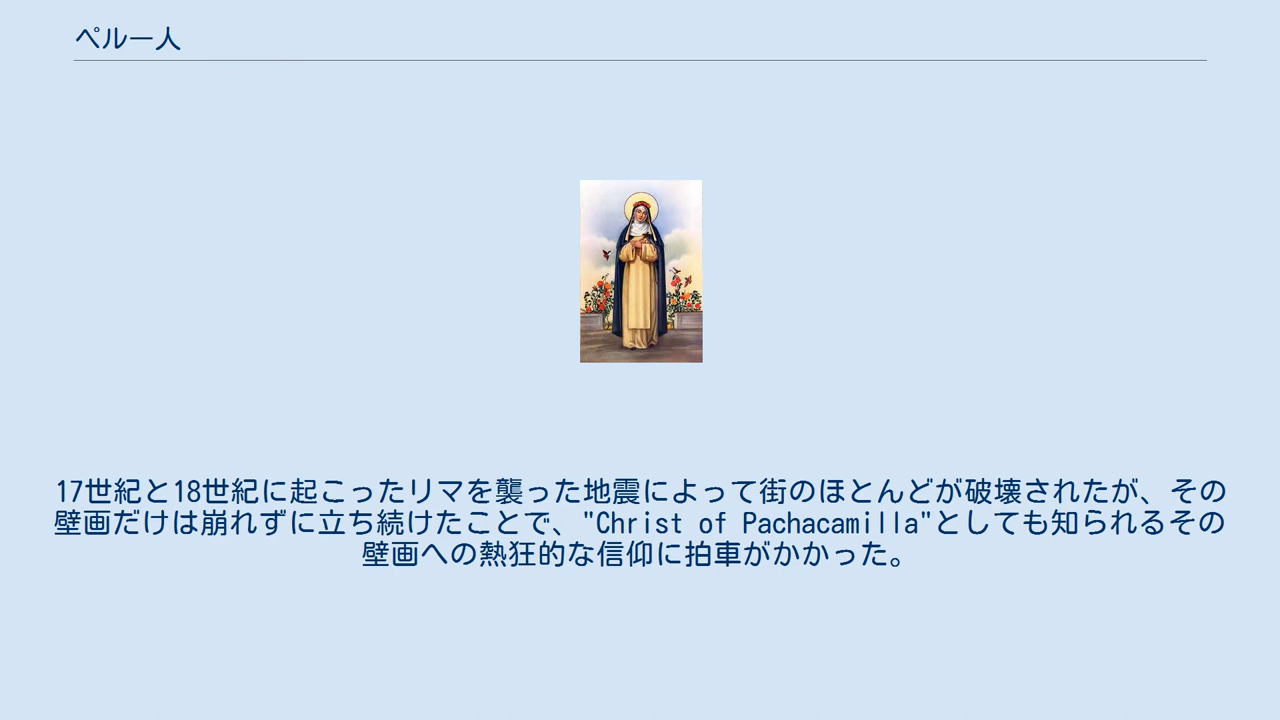 ペルー人
17世紀と18世紀に起こったリマを襲った地震によって街のほとんどが破壊されたが、その
壁画だけは崩れずに立ち続けたことで、"Christ of Pachacamilla"としても知られるその
壁画への熱狂的な信仰に拍車がかかった。